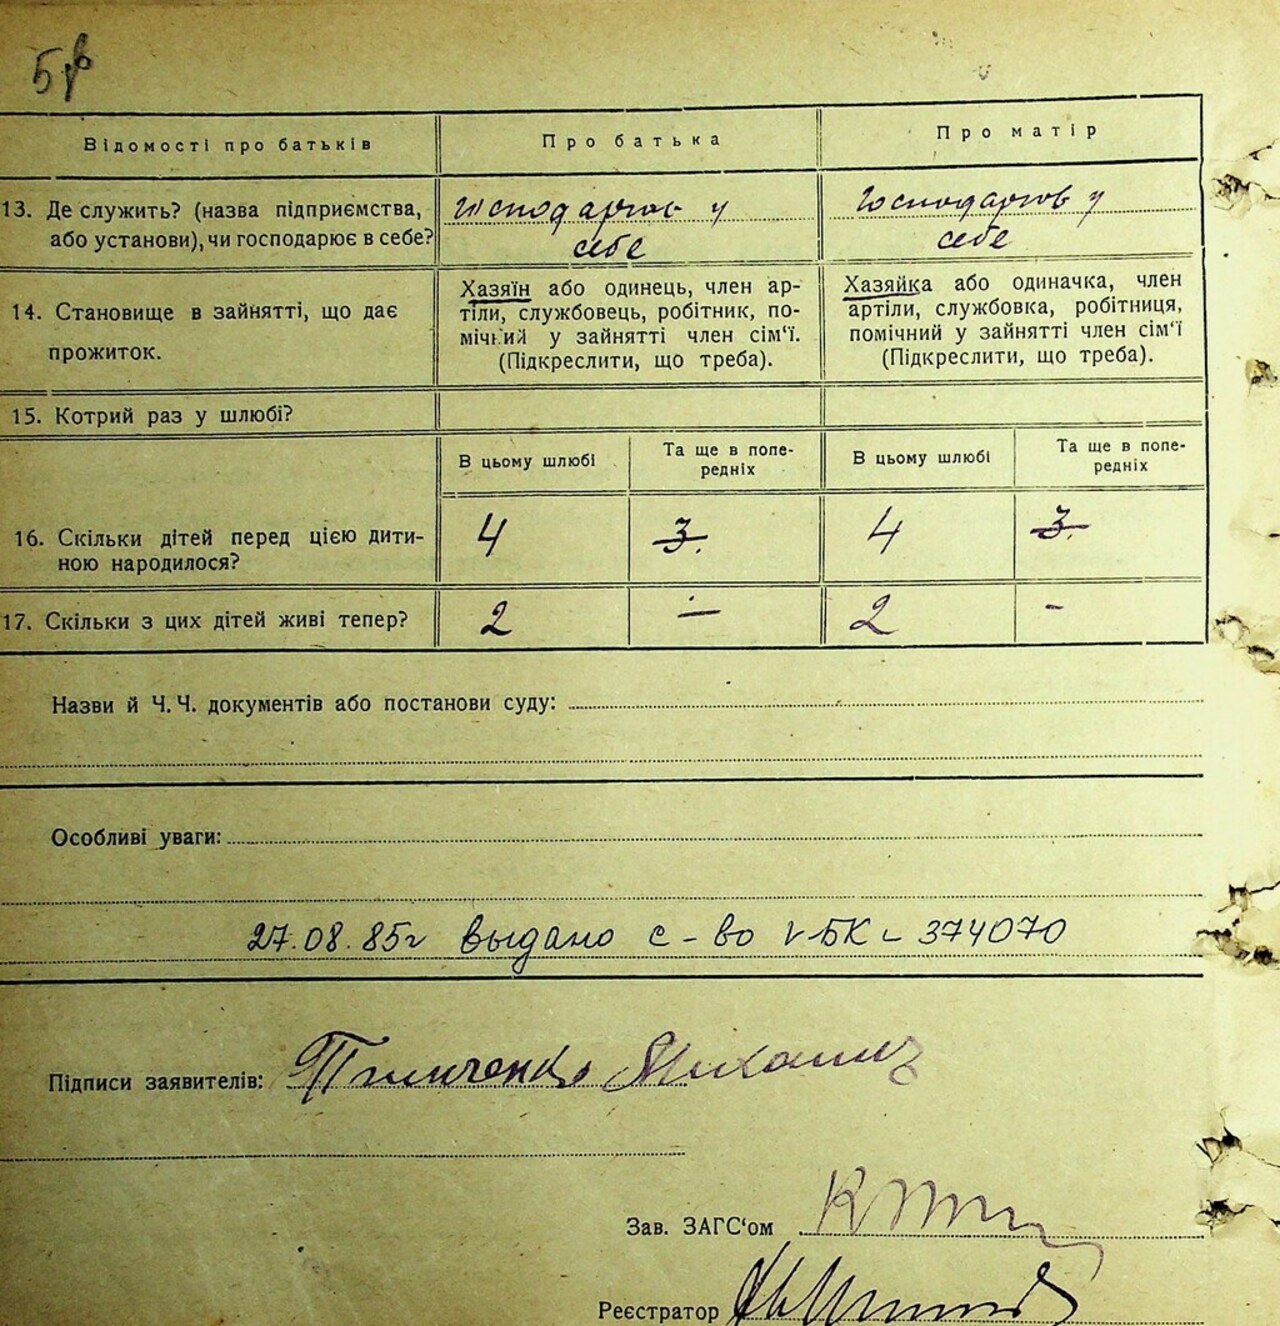 Відомості про батьків
Про батька
Про матір
13. Де служить? (назва підприємства,
або установи), чи господарює в себе?
господарює у
себе
господарює у
себе
14. Становище в зайнятті, що дає
прожиток.
Хазяїн або одинець, член ар-
тіли, службовець, робітник, по-
мічний у зайнятті член сім'ї.
(Підкреслити, що треба).
Хазяйка або одиначка, член
артіли, службовка, робітниця,
помічний у зайнятті член сім'ї
(Підкреслити, що треба).
15. Котрий раз у шлюбі?
В цьому шлюбі
Та ще в попе-
редніх
В цьому шлюбі
Та ще в попе-
редніх
16. Скільки дітей перед цією дити-
ною народилося?
4
3.
4
3.
17. Скільки з цих дітей живі тепер?
2
—
2
-
Назви й Ч.Ч. документів або постанови суду:
Особливі уваги:
27.08.85г выдано с-во V-БК- 374070
Підписи заявителів:
Зав. ЗАГС'ом
Реєстратор